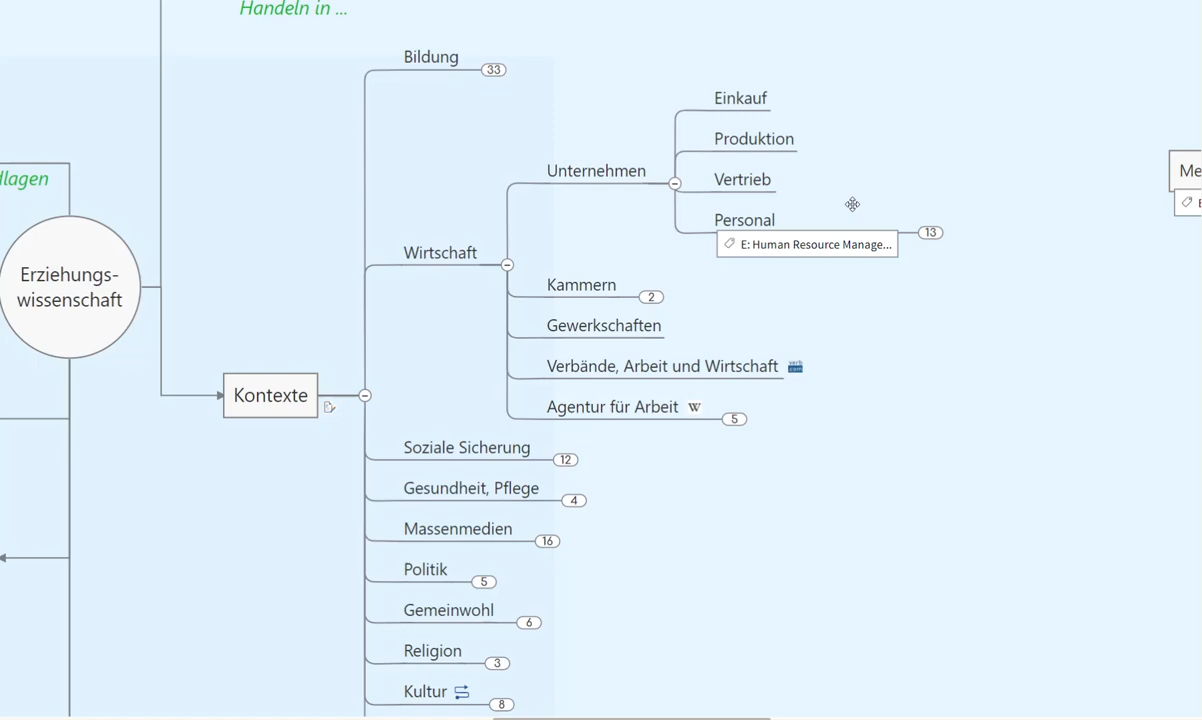 Handeln in ...
dlagen
Erziehungs-
wissenschaft
Kontexte
Bildung
33
Wirtschaft
Unternehmen
Einkauf
Produktion
Vertrieb
Personal
13
E: Human Resource Manage...
Kammern
2
Gewerkschaften
Verbände, Arbeit und Wirtschaft
Agentur für Arbeit W
5
Soziale Sicherung
12
Gesundheit, Pflege
4
Massenmedien
16
Politik
5
Gemeinwohl
6
Religion
3
Kultur
8
Me